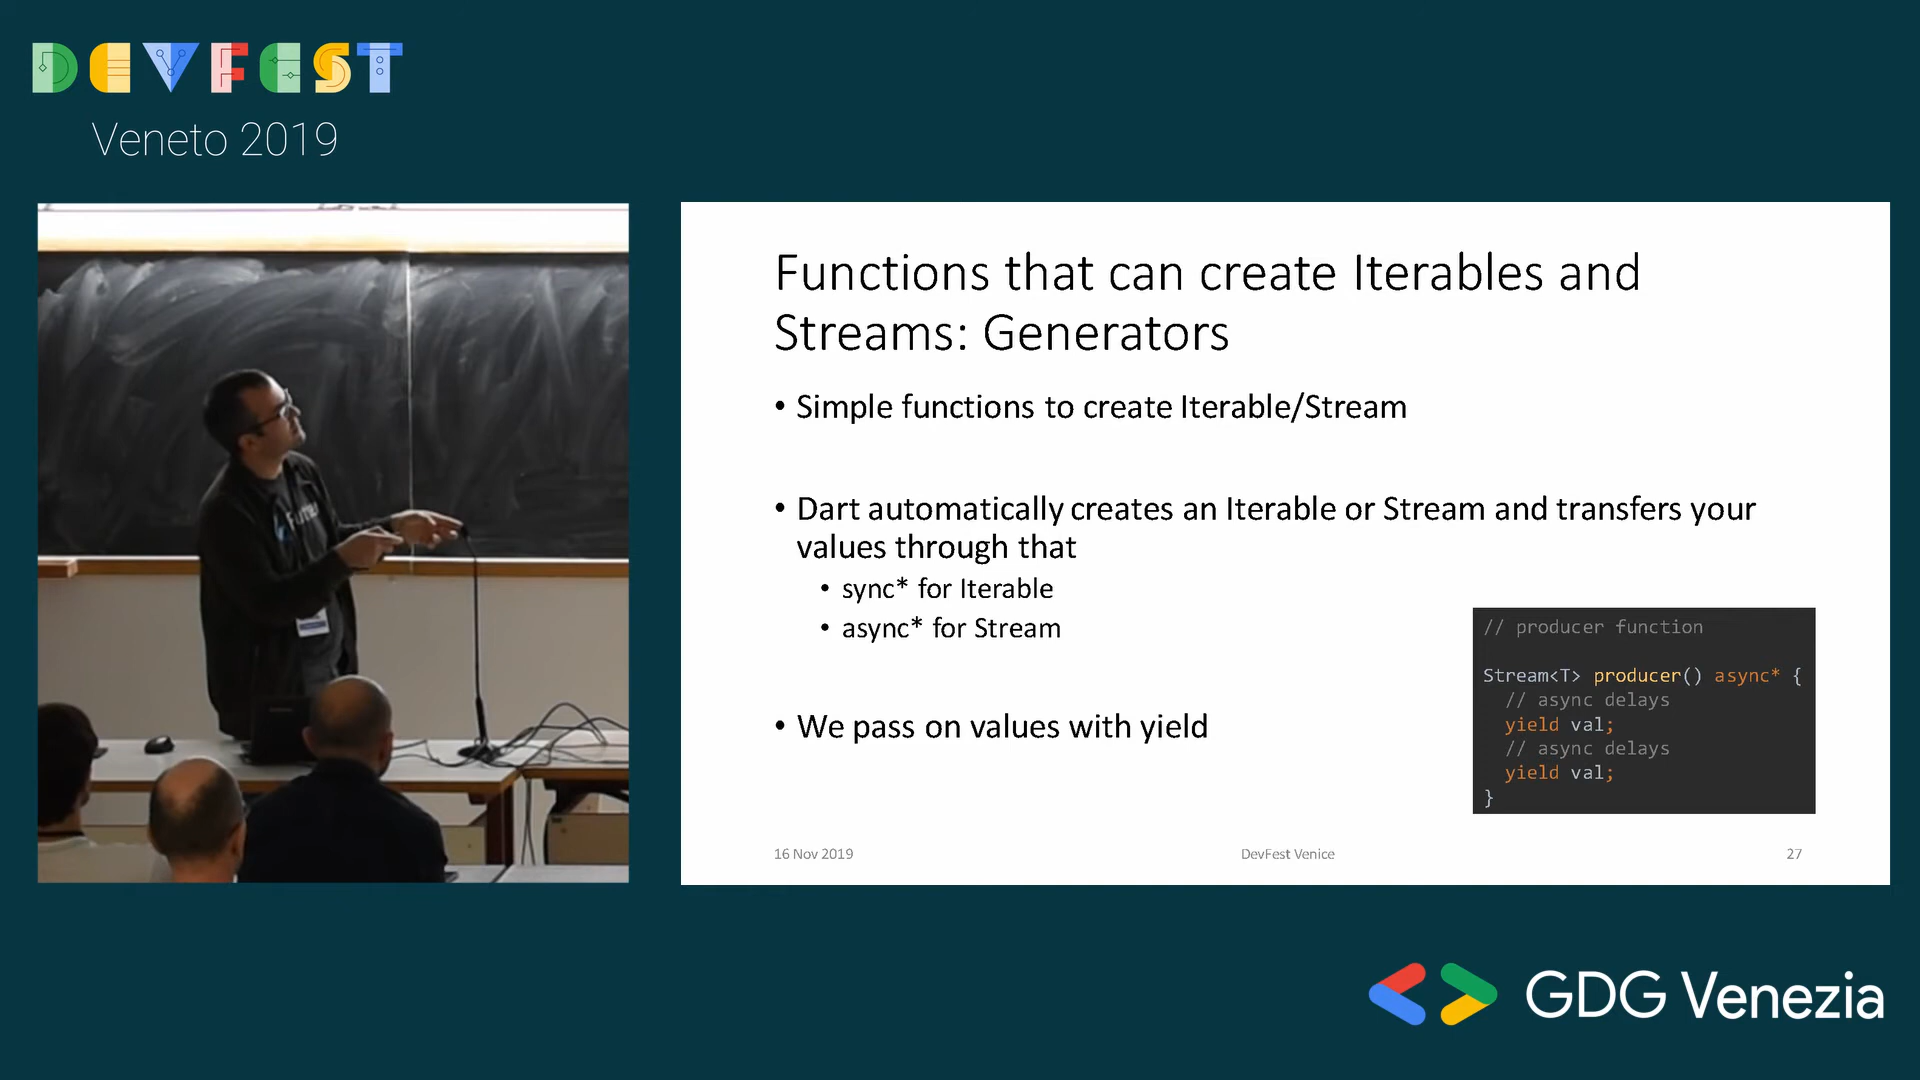 DEVFEST
Veneto 2019
Functions that can create Iterables and
Streams: Generators
• Simple functions to create Iterable/Stream
• Dart automatically creates an Iterable or Stream and transfers your
values through that
• sync* for Iterable
• async* for Stream
• We pass on values with yield
// producer function
Stream<T> producer() async* {
// async delays
yield val;
// async delays
yield val;
}
16 Nov 2019
DevFest Venice
27
GDG Venezia